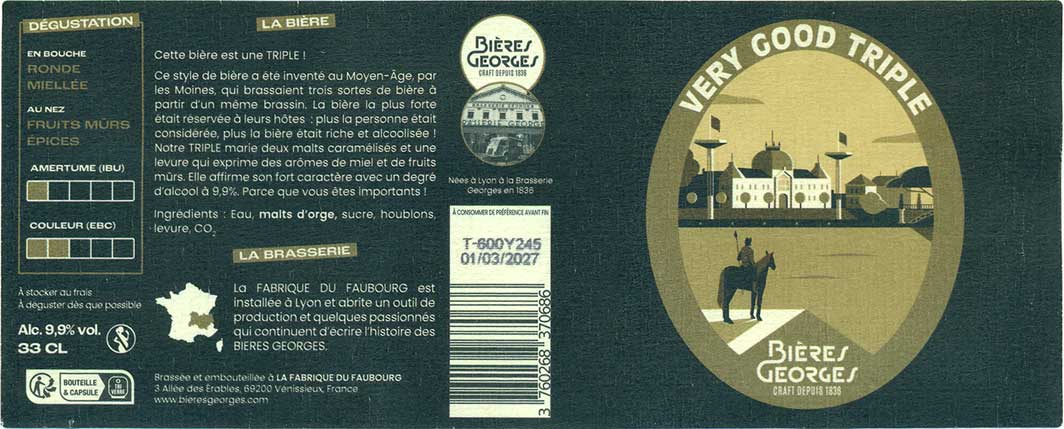 DÉGUSTATION
EN BOUCHE
RONDE
MIELLÉE
AU NEZ
FRUITS MÛRS
ÉPICES
AMERTUME (IBU)
COULEUR (EBC)
À stocker au frais
À déguster dès que possible
Alc. 9,9% vol.
33 CL
BOUTEILLE
& CAPSULE
TRI
VERRE
LA BIÈRE
Cette bière est une TRIPLE !
Ce style de bière a été inventé au Moyen-Âge, par
les Moines, qui brassaient trois sortes de bière à
partir d'un même brassin. La bière la plus forte
était réservée à leurs hôtes : plus la personne était
considérée, plus la bière était riche et alcoolisée !
Notre TRIPLE marie deux malts caramélisés et une
levure qui exprime des arômes de miel et de fruits
mûrs. Elle affirme son fort caractère avec un degré
d'alcool à 9,9%. Parce que vous êtes importants !
Ingrédients : Eau, malts d'orge, sucre, houblons,
levure, CO₂
LA BRASSERIE
La FABRIQUE DU FAUBOURG est
installée à Lyon et abrite un outil de
production et quelques passionnés
qui continuent d'écrire l'histoire des
BIERES GEORGES.
Brassée et embouteillée à LA FABRIQUE DU FAUBOURG
3 Allée des Érables, 69200 Vénissieux, France
www.bieresgeorges.com
BIÈRES
GEORGES
CRAFT DEPUIS 1836
BRASSERIE GEORGES
BRASSERIE GEORGES
Nées à Lyon à la Brasserie
Georges en 1836
À CONSOMMER DE PRÉFÉRENCE AVANT FIN
T-600Y245
01/03/2027
3 760268 370686
VERY GOOD TRIPLE
BIÈRES
GEORGES
CRAFT DEPUIS 1836